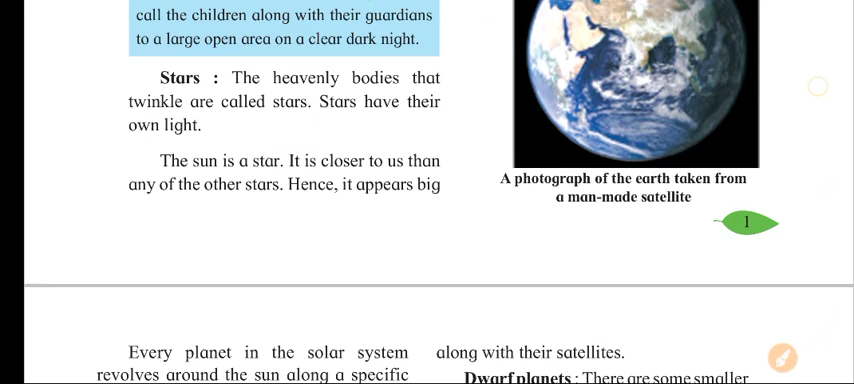 call the children along with their guardians
to a large open area on a clear dark night.
Stars : The heavenly bodies that
twinkle are called stars. Stars have their
own light.
The sun is a star. It is closer to us than
any of the other stars. Hence, it appears big
A photograph of the earth taken from
a man-made satellite
1
Every planet in the solar system
revolves around the sun along a specific
along with their satellites.
Dwarf planets : There are some smaller